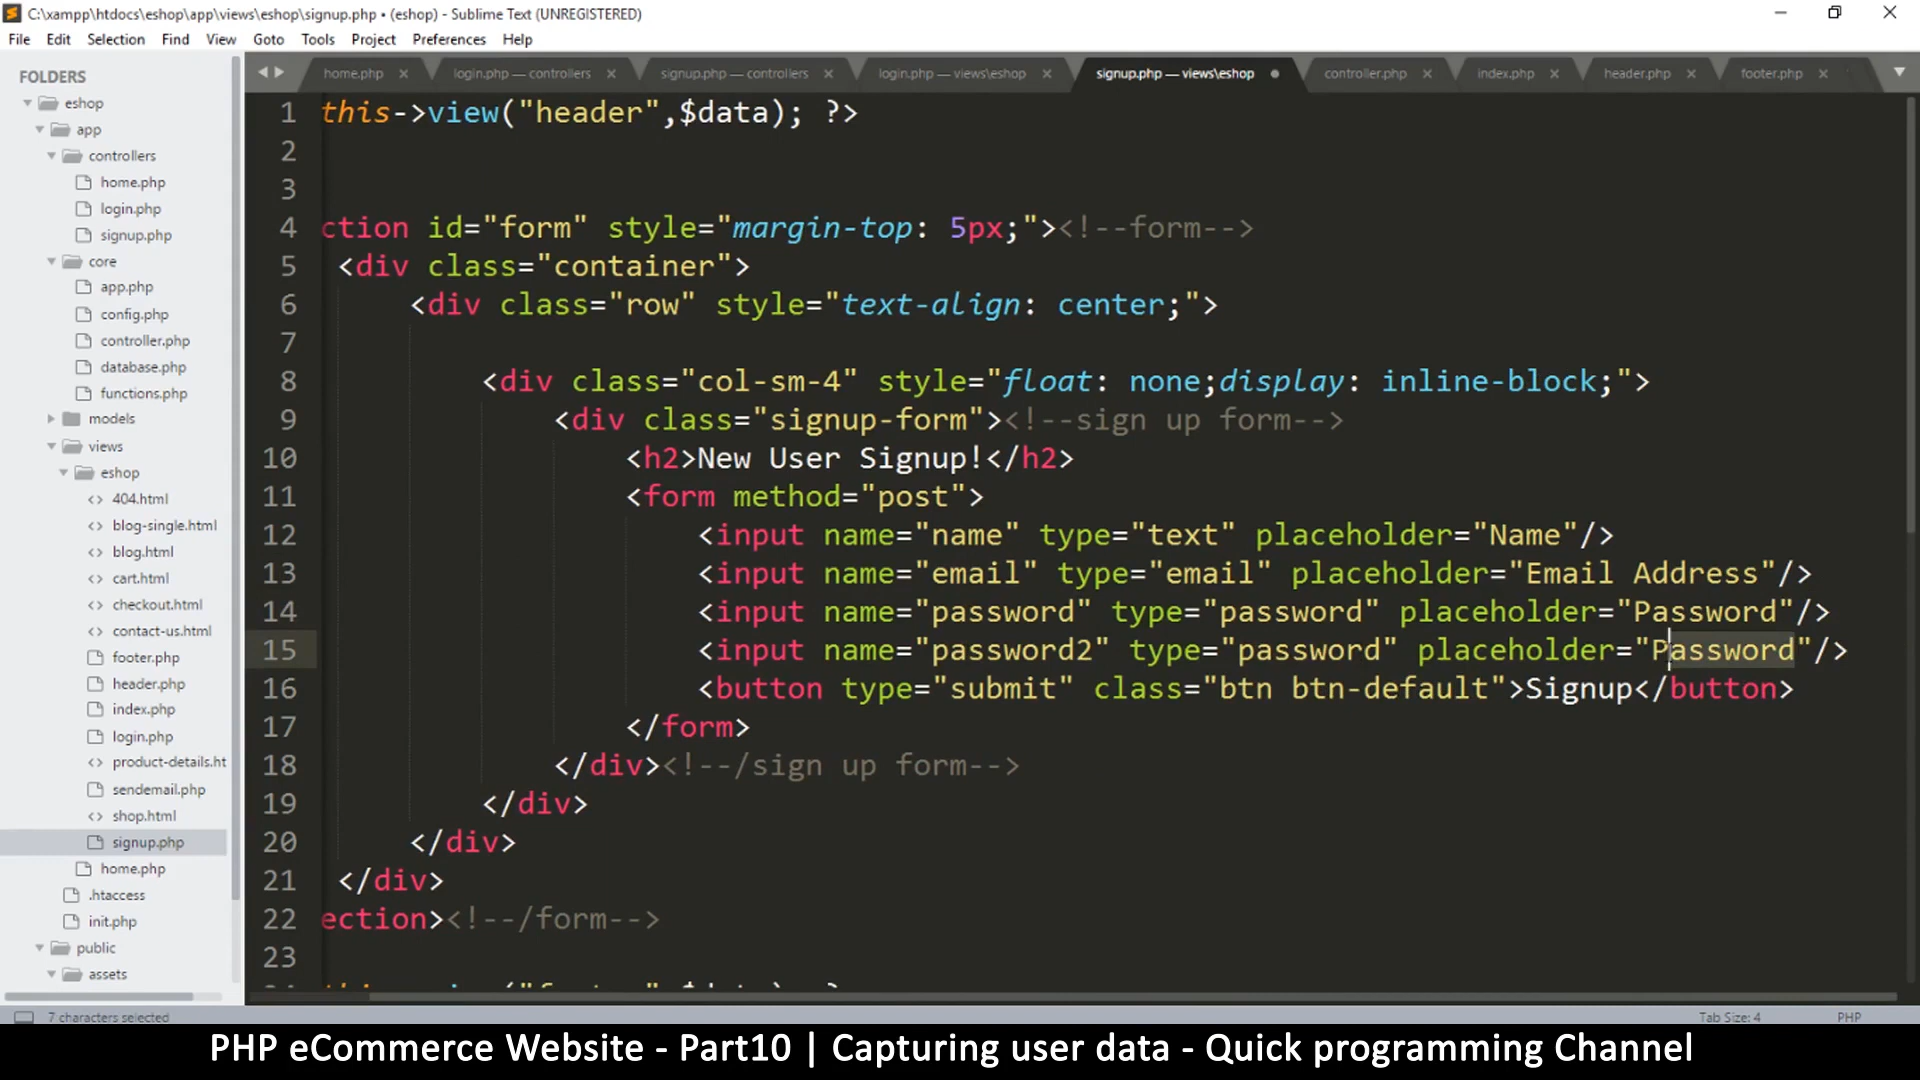 C:\xampp\htdocs\eshop\app\views\eshop\signup.php • (eshop) - Sublime Text (UNREGISTERED)
File Edit Selection Find View Goto Tools Project Preferences Help
FOLDERS
eshop
app
controllers
home.php
login.php
signup.php
core
app.php
config.php
controller.php
database.php
functions.php
models
views
eshop
404.html
blog-single.html
blog.html
cart.html
checkout.html
contact-us.html
footer.php
header.php
index.php
login.php
product-details.ht
sendemail.php
shop.html
signup.php
home.php
.htaccess
init.php
public
assets
home.php × login.php — controllers × signup.php — controllers × login.php — views\eshop × signup.php — views\eshop controller.php × index.php × header.php × footer.php ×
1 this->view("header",$data); ?>
2
3
4 ction id="form" style="margin-top: 5px;"><!--form-->
5 <div class="container">
6 <div class="row" style="text-align: center;">
7
8 <div class="col-sm-4" style="float: none;display: inline-block;">
9 <div class="signup-form"><!--sign up form-->
10 <h2>New User Signup!</h2>
11 <form method="post">
12 <input name="name" type="text" placeholder="Name"/>
13 <input name="email" type="email" placeholder="Email Address"/>
14 <input name="password" type="password" placeholder="Password"/>
15 <input name="password2" type="password" placeholder="Password"/>
16 <button type="submit" class="btn btn-default">Signup</button>
17 </form>
18 </div><!--/sign up form-->
19 </div>
20 </div>
21 </div>
22 ection><!--/form-->
23
7 characters selected
Tab Size: 4 PHP
PHP eCommerce Website - Part10 | Capturing user data - Quick programming Channel